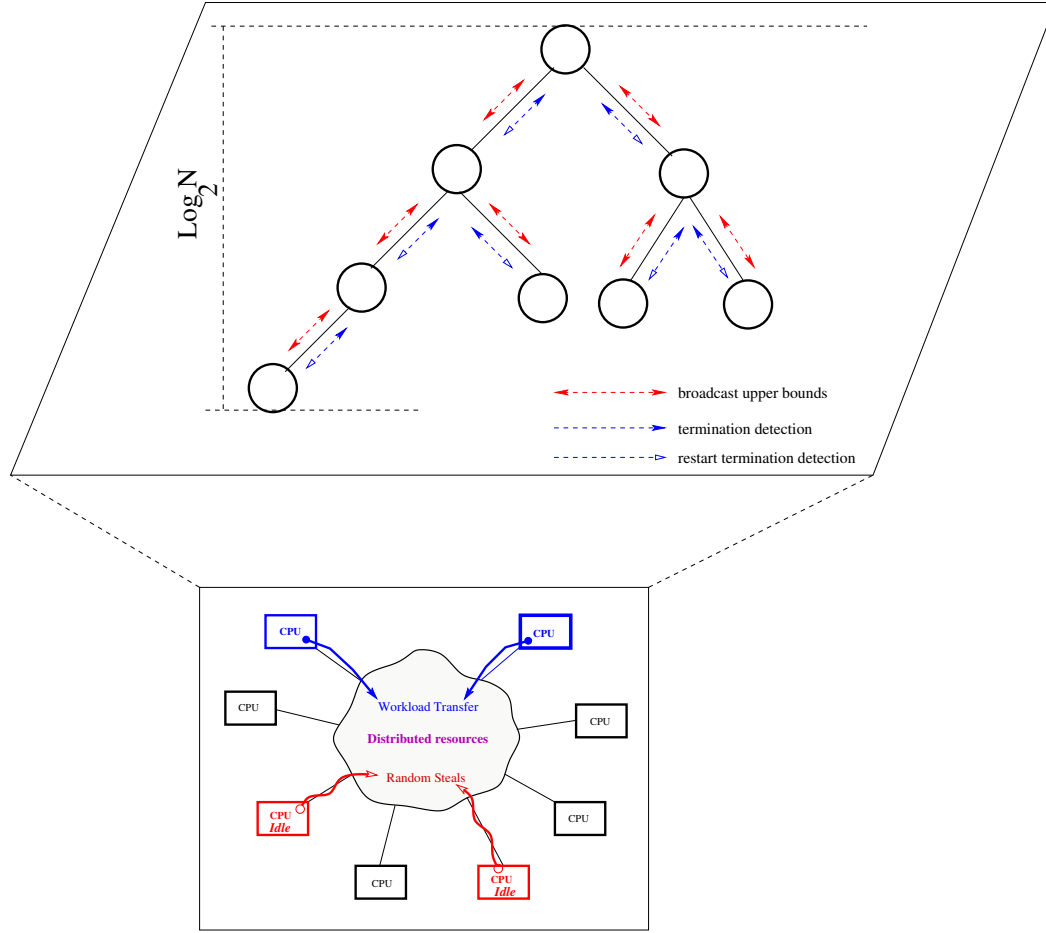 Log N
2
broadcast upper bounds
termination detection
restart termination detection
CPU
CPU
Workload Transfer
CPU
CPU
Distributed resources
Random Steals
CPU
Idle
CPU
CPU
CPU
Idle